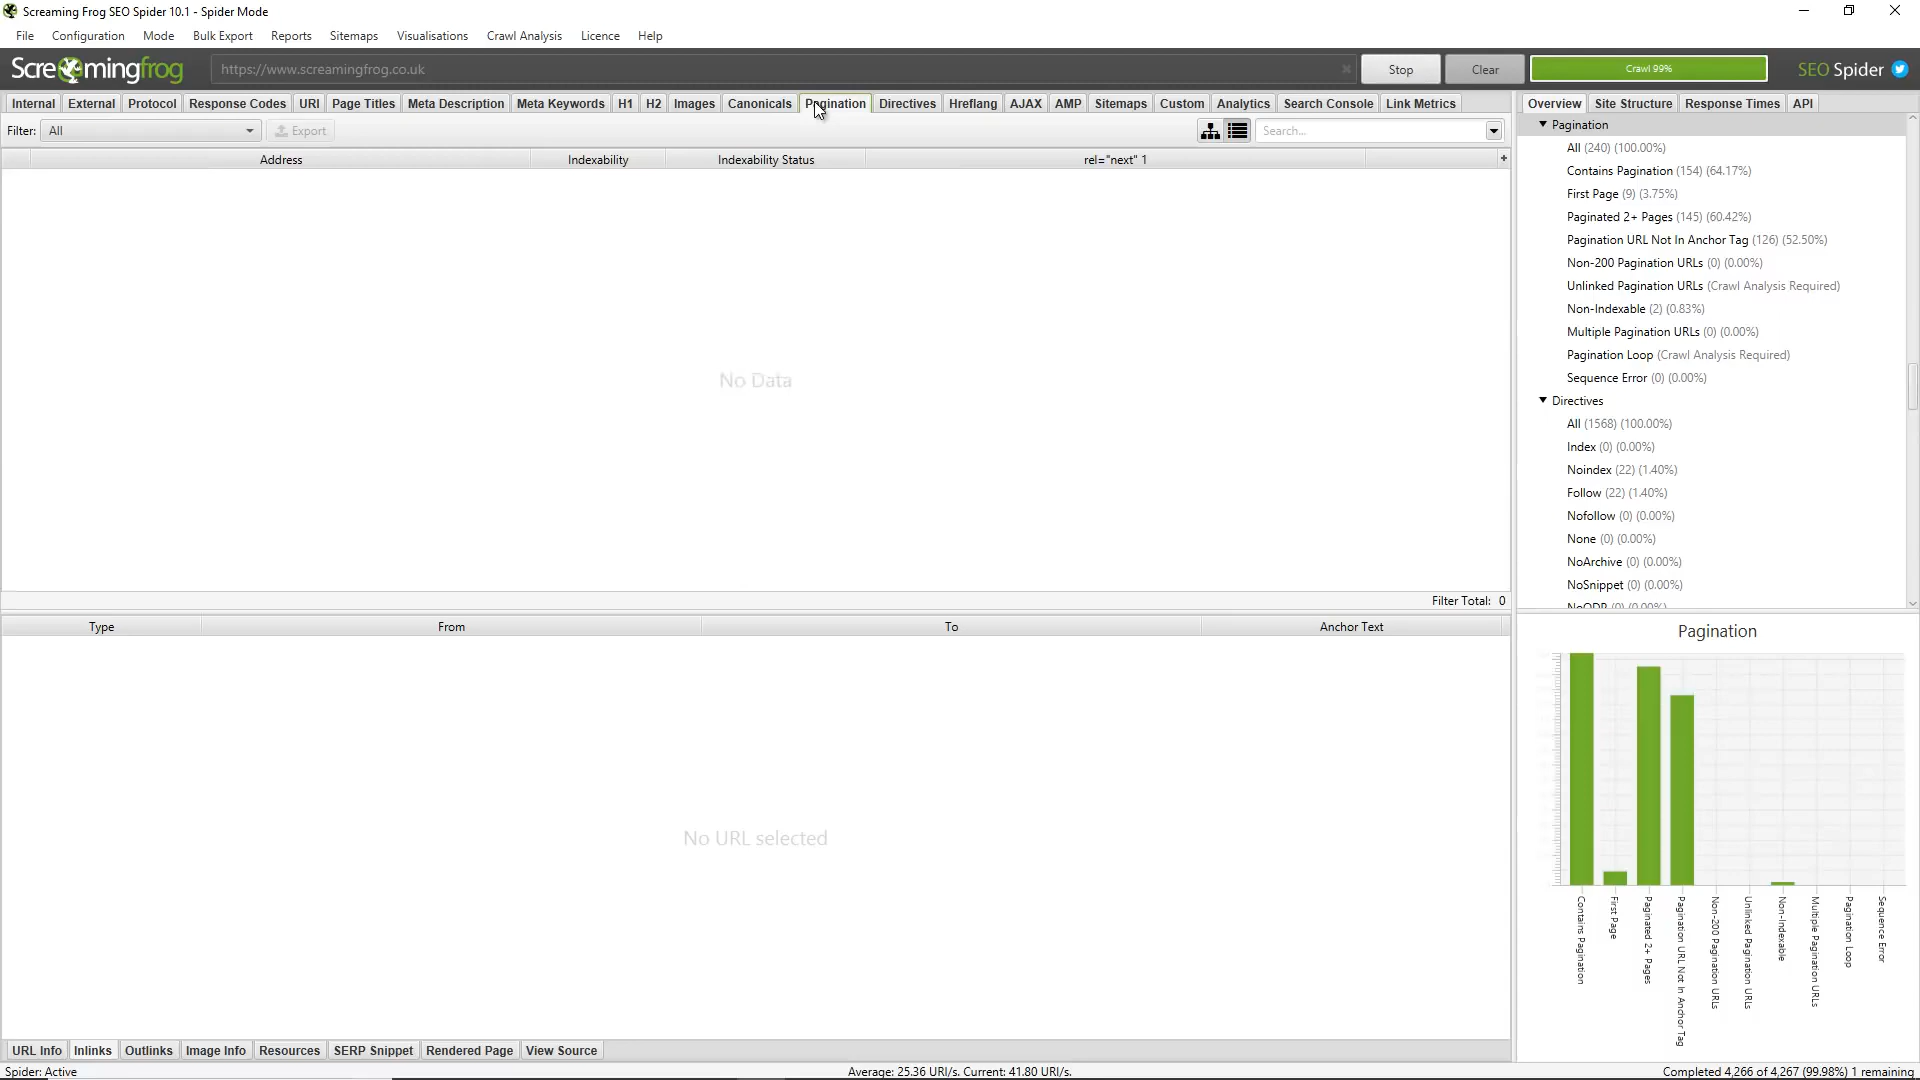 Screaming Frog SEO Spider 10.1 - Spider Mode
File Configuration Mode Bulk Export Reports Sitemaps Visualisations Crawl Analysis Licence Help
Screamingfrog https://www.screamingfrog.co.uk Stop Clear Crawl 99% SEO Spider
Internal External Protocol Response Codes URI Page Titles Meta Description Meta Keywords H1 H2 Images Canonicals Pagination Directives Hreflang AJAX AMP Sitemaps Custom Analytics Search Console Link Metrics
Filter: All Export Search...
Address Indexability Indexability Status rel="next" 1 +
No Data
Filter Total: 0
Type From To Anchor Text
No URL selected
URL Info Inlinks Outlinks Image Info Resources SERP Snippet Rendered Page View Source
Overview Site Structure Response Times API
Pagination
All (240) (100.00%)
Contains Pagination (154) (64.17%)
First Page (9) (3.75%)
Paginated 2+ Pages (145) (60.42%)
Pagination URL Not In Anchor Tag (126) (52.50%)
Non-200 Pagination URLs (0) (0.00%)
Unlinked Pagination URLs (Crawl Analysis Required)
Non-Indexable (2) (0.83%)
Multiple Pagination URLs (0) (0.00%)
Pagination Loop (Crawl Analysis Required)
Sequence Error (0) (0.00%)
Directives
All (1568) (100.00%)
Index (0) (0.00%)
Noindex (22) (1.40%)
Follow (22) (1.40%)
Nofollow (0) (0.00%)
None (0) (0.00%)
NoArchive (0) (0.00%)
NoSnippet (0) (0.00%)
NoODP (0) (0.00%)
Pagination
Contains Pagination
First Page
Paginated 2+ Pages
Pagination URL Not In Anchor Tag
Non-200 Pagination URLs
Unlinked Pagination URLs
Non-Indexable
Multiple Pagination URLs
Pagination Loop
Sequence Error
Spider: Active Average: 25.36 URI/s. Current: 41.80 URI/s. Completed 4,266 of 4,267 (99.98%) 1 remaining